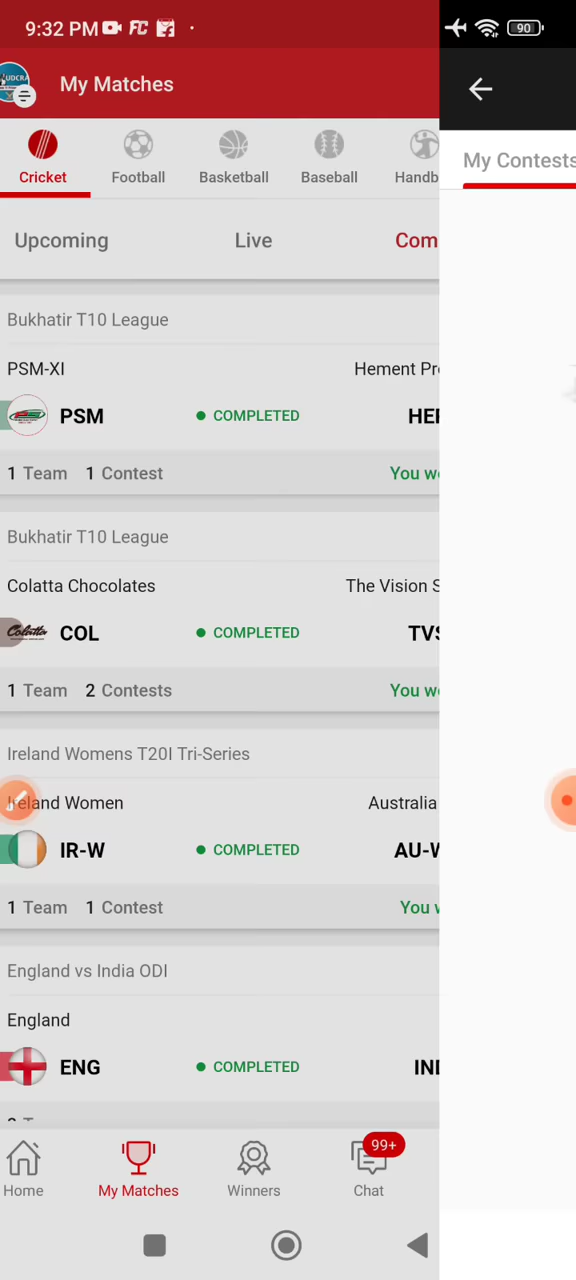 9:32 PM FC 90
My Matches
My Contests
Cricket Football Basketball Baseball Handb
Upcoming Live Com
Bukhatir T10 League
PSM-XI Hement Pr
PSM COMPLETED HE
1 Team 1 Contest You w
Bukhatir T10 League
Colatta Chocolates The Vision S
Colatta COL COMPLETED TVS
1 Team 2 Contests You w
Ireland Womens T20I Tri-Series
Ireland Women Australia
IR-W COMPLETED AU-W
1 Team 1 Contest You w
England vs India ODI
England
ENG COMPLETED IND
99+
Home My Matches Winners Chat